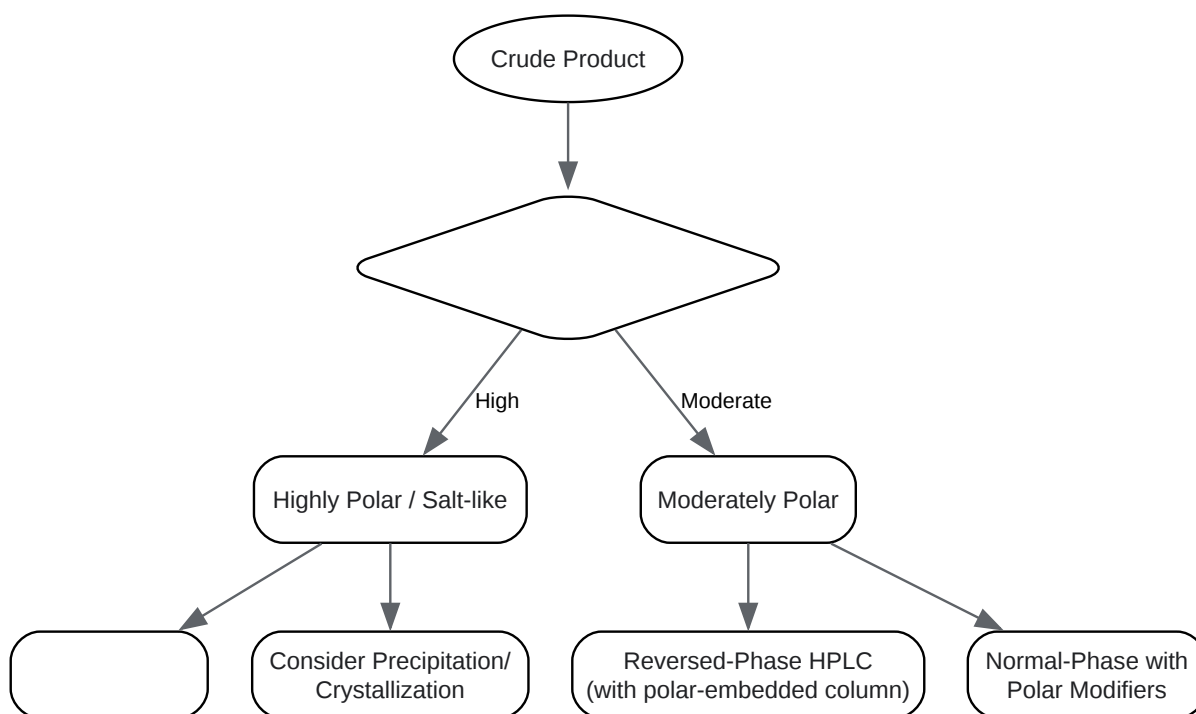 Crude Product
High
Moderate
Highly Polar / Salt-like
Moderately Polar
Consider Precipitation/
Crystallization
Reversed-Phase HPLC
(with polar-embedded column)
Normal-Phase with
Polar Modifiers